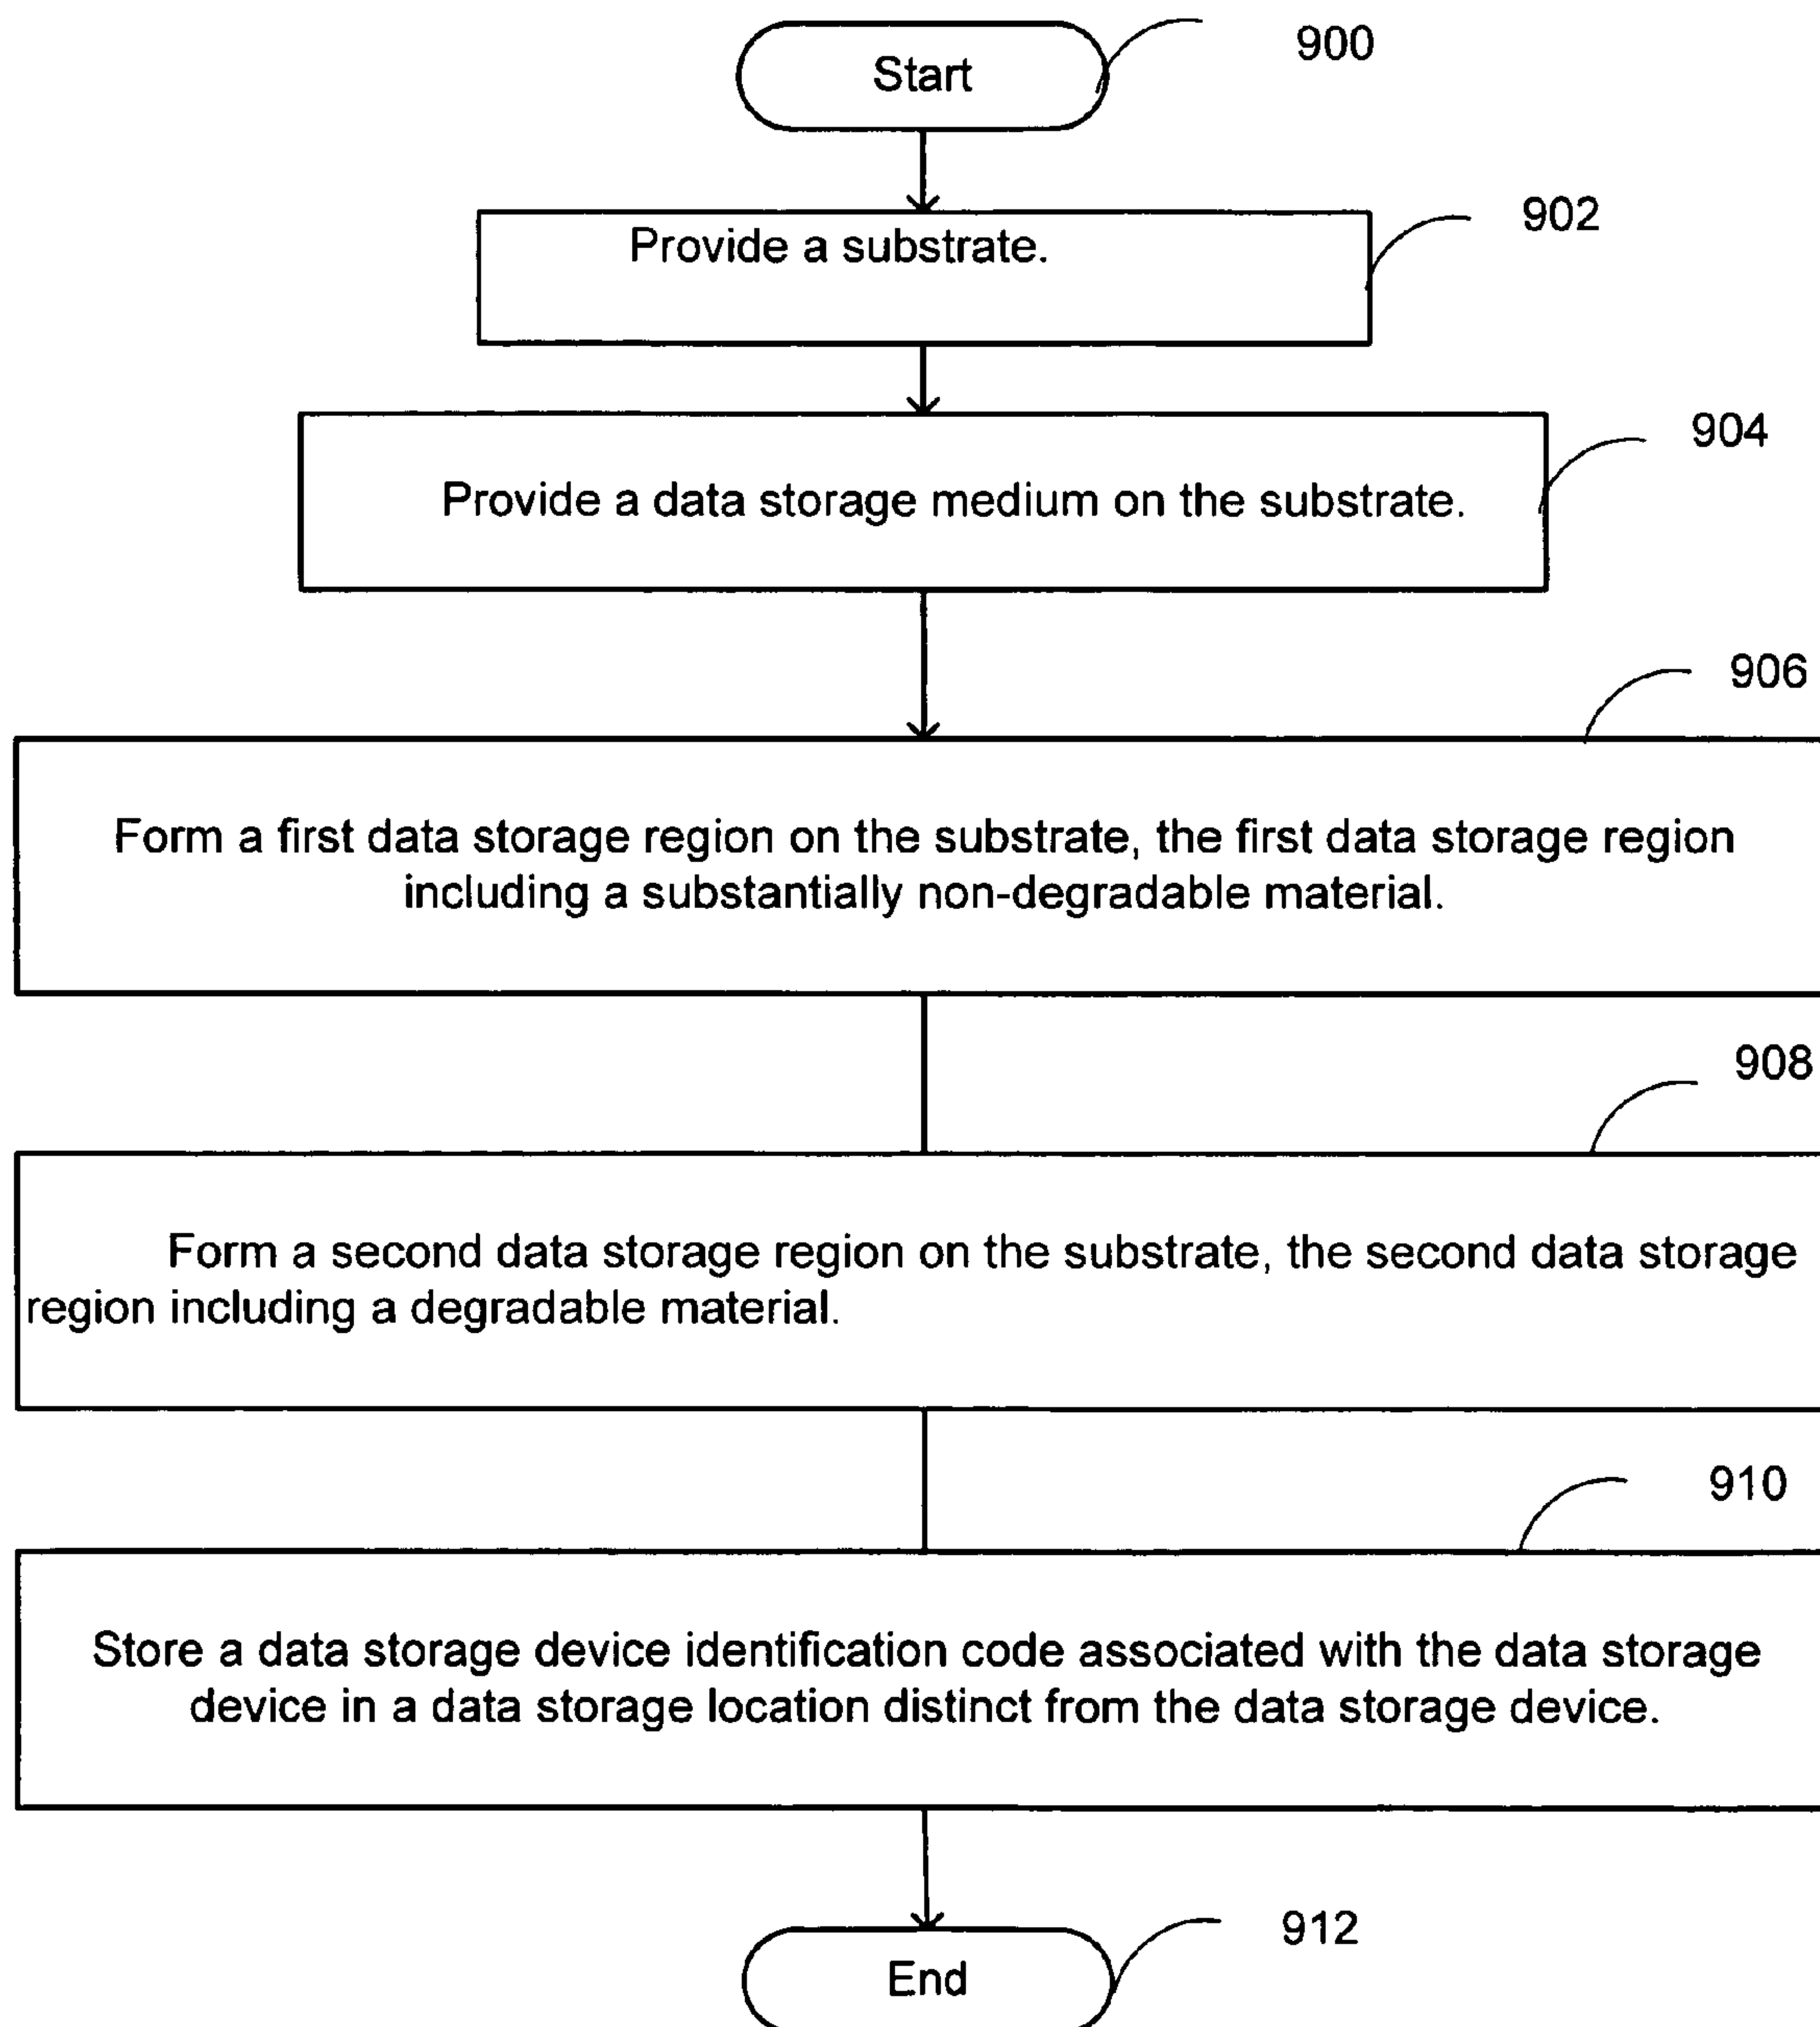 Start
900
Provide a substrate.
902
904
Provide a data storage medium on the substrate.
906
Form a first data storage region on the substrate, the first data storage region
including a substantially non-degradable material.
908
Form a second data storage region on the substrate, the second data storage
region including a degradable material.
910
Store a data storage device identification code associated with the data storage
device in a data storage location distinct from the data storage device.
912
End